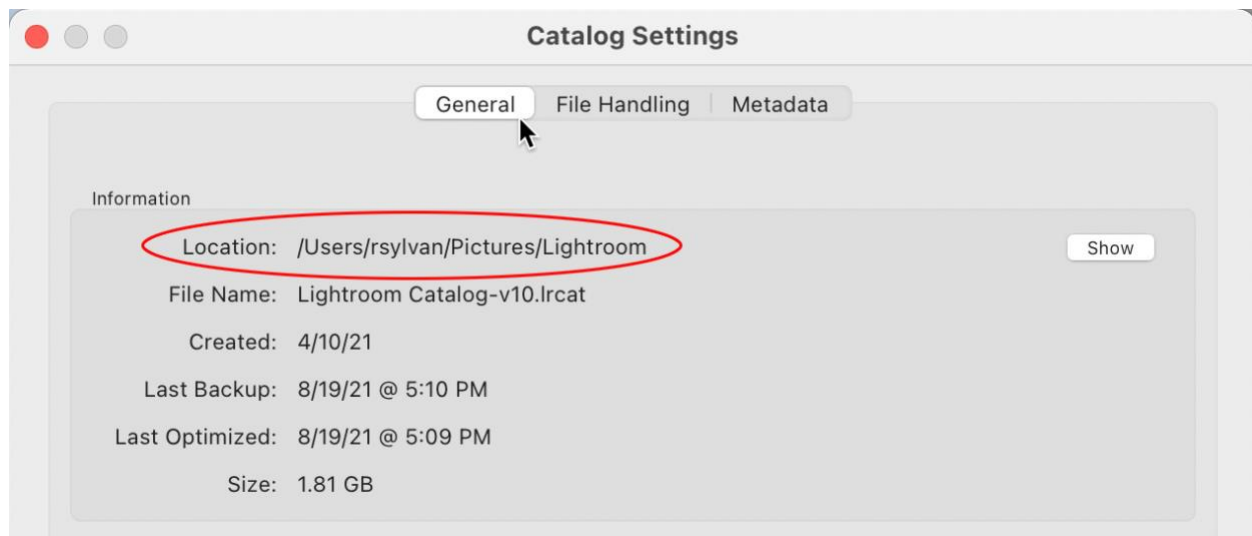 Catalog Settings
General File Handling Metadata
Information
Location: /Users/rsylvan/Pictures/Lightroom
Show
File Name: Lightroom Catalog-v10.lrcat
Created: 4/10/21
Last Backup: 8/19/21 @ 5:10 PM
Last Optimized: 8/19/21 @ 5:09 PM
Size: 1.81 GB